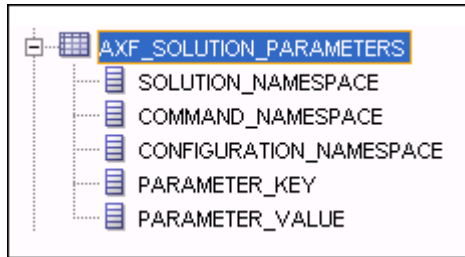 AXF_SOLUTION_PARAMETERS
SOLUTION_NAMESPACE
COMMAND_NAMESPACE
CONFIGURATION_NAMESPACE
PARAMETER_KEY
PARAMETER_VALUE